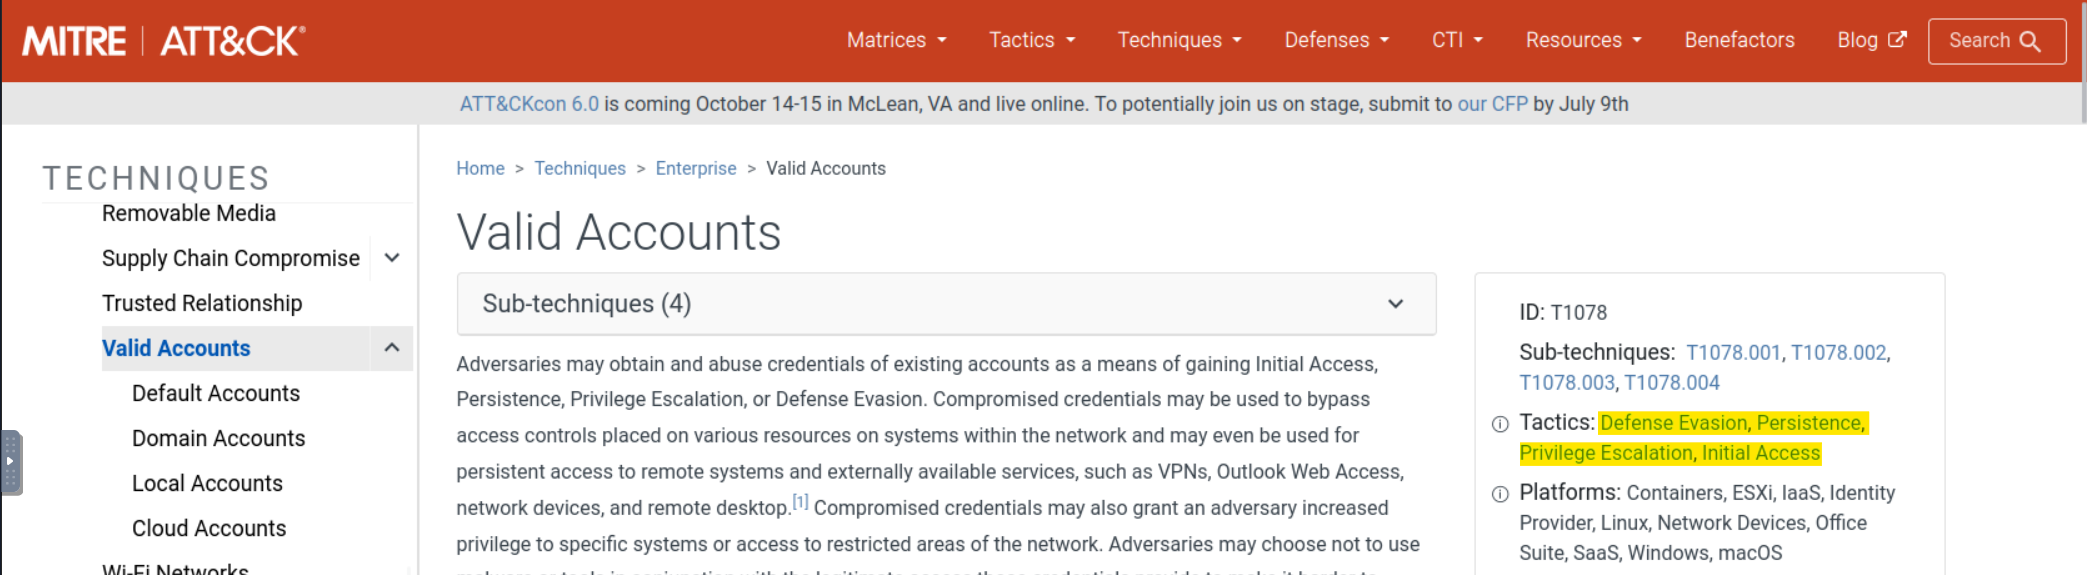 MITRE | ATT&CK®
Matrices
Tactics
Techniques
Defenses
CTI
Resources
Benefactors
Blog
Search
ATT&CKcon 6.0 is coming October 14-15 in McLean, VA and live online. To potentially join us on stage, submit to our CFP by July 9th
TECHNIQUES
Removable Media
Supply Chain Compromise
Trusted Relationship
Valid Accounts
Default Accounts
Domain Accounts
Local Accounts
Cloud Accounts
Wi-Fi Networks
Home > Techniques > Enterprise > Valid Accounts
Valid Accounts
Sub-techniques (4)
Adversaries may obtain and abuse credentials of existing accounts as a means of gaining Initial Access,
Persistence, Privilege Escalation, or Defense Evasion. Compromised credentials may be used to bypass
access controls placed on various resources on systems within the network and may even be used for
persistent access to remote systems and externally available services, such as VPNs, Outlook Web Access,
network devices, and remote desktop.[1] Compromised credentials may also grant an adversary increased
privilege to specific systems or access to restricted areas of the network. Adversaries may choose not to use
ID: T1078
Sub-techniques: T1078.001, T1078.002,
T1078.003, T1078.004
Tactics: Defense Evasion, Persistence,
Privilege Escalation, Initial Access
Platforms: Containers, ESXi, IaaS, Identity
Provider, Linux, Network Devices, Office
Suite, SaaS, Windows, macOS